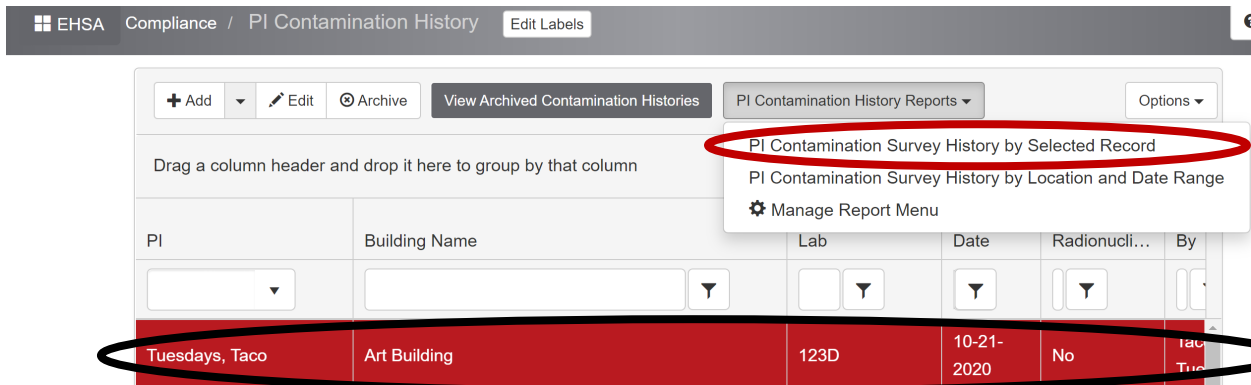 EHSA Compliance / PI Contamination History Edit Labels
Add Edit Archive View Archived Contamination Histories PI Contamination History Reports Options
PI Contamination Survey History by Selected Record
Drag a column header and drop it here to group by that column
PI Contamination Survey History by Location and Date Range
Manage Report Menu
PI Building Name Lab Date Radionucli... By
Tuesdays, Taco Art Building 123D 10-21-2020 No